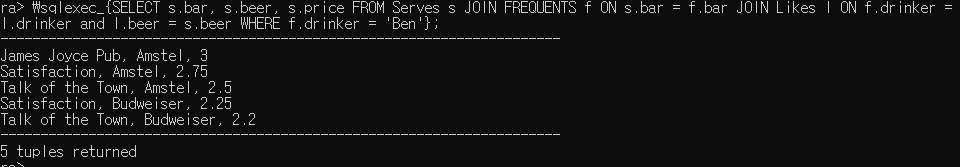 ra> ₩sqlexec_{SELECT s.bar, s.beer, s.price FROM Serves s JOIN FREQUENTS f ON s.bar = f.bar JOIN Likes l ON f.drinker =
l.drinker and l.beer = s.beer WHERE f.drinker = 'Ben'};
----------------------------------------------------------------------
James Joyce Pub, Amstel, 3
Satisfaction, Amstel, 2.75
Talk of the Town, Amstel, 2.5
Satisfaction, Budweiser, 2.25
Talk of the Town, Budweiser, 2.2
----------------------------------------------------------------------
5 tuples returned
ra>